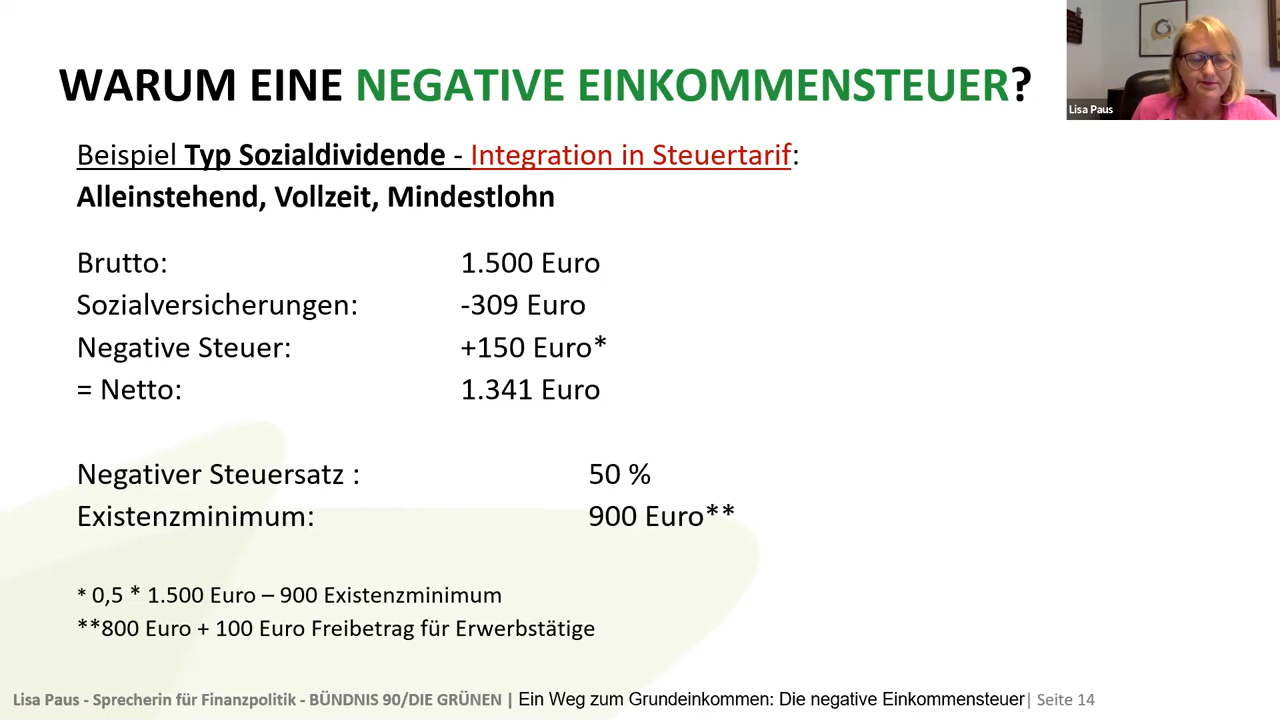 WARUM EINE NEGATIVE EINKOMMENSTEUER?
Lisa Paus
Beispiel Typ Sozialdividende - Integration in Steuertarif:
Alleinstehend, Vollzeit, Mindestlohn
Brutto: 1.500 Euro
Sozialversicherungen: -309 Euro
Negative Steuer: +150 Euro*
= Netto: 1.341 Euro
Negativer Steuersatz : 50 %
Existenzminimum: 900 Euro**
* 0,5 * 1.500 Euro – 900 Existenzminimum
**800 Euro + 100 Euro Freibetrag für Erwerbstätige
Lisa Paus - Sprecherin für Finanzpolitik - BÜNDNIS 90/DIE GRÜNEN | Ein Weg zum Grundeinkommen: Die negative Einkommensteuer | Seite 14